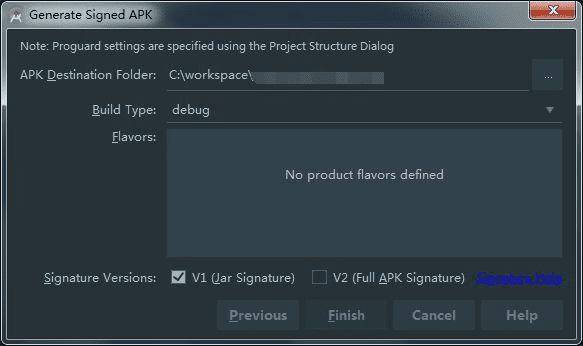 Generate Signed APK
Note: Proguard settings are specified using the Project Structure Dialog
APK Destination Folder: C:\workspace\ ...
Build Type: debug
Flavors:
No product flavors defined
Signature Versions: V1 (Jar Signature) V2 (Full APK Signature) Signature Help
Previous Finish Cancel Help